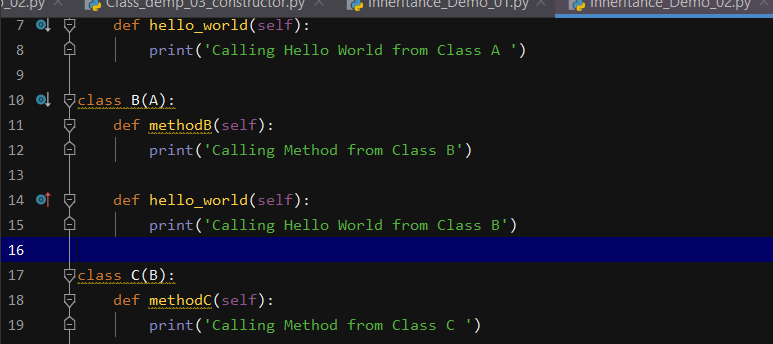 _02.py Class_demp_03_constructor.py Inheritance_Demo_01.py Inheritance_Demo_02.py
7 def hello_world(self):
8 print('Calling Hello World from Class A ')
9
10 class B(A):
11 def methodB(self):
12 print('Calling Method from Class B')
13
14 def hello_world(self):
15 print('Calling Hello World from Class B')
16
17 class C(B):
18 def methodC(self):
19 print('Calling Method from Class C ')